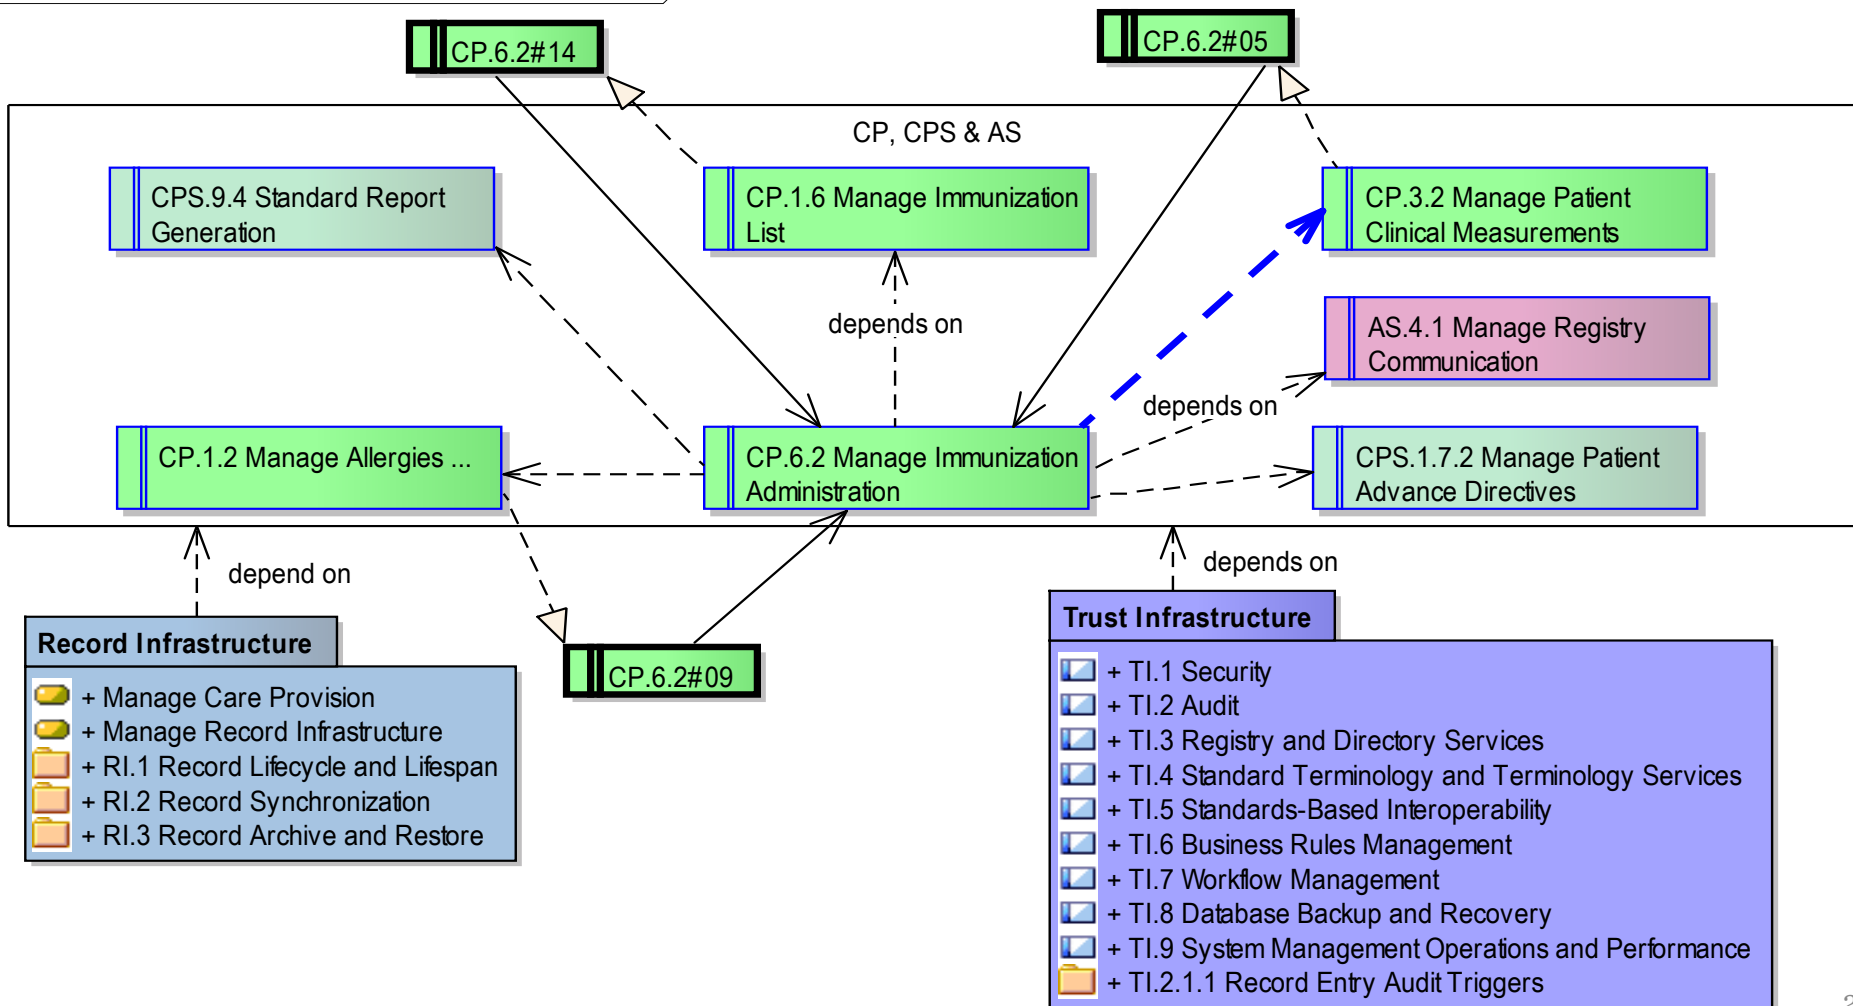 CP.6.2#14
CP.6.2#05
CP, CPS & AS
CPS.9.4 Standard Report
Generation
CP.1.6 Manage Immunization
List
CP.3.2 Manage Patient
Clinical Measurements
depends on
AS.4.1 Manage Registry
Communication
depends on
CP.1.2 Manage Allergies ...
CP.6.2 Manage Immunization
Administration
CPS.1.7.2 Manage Patient
Advance Directives
depend on
depends on
Record Infrastructure
+ Manage Care Provision
+ Manage Record Infrastructure
+ RI.1 Record Lifecycle and Lifespan
+ RI.2 Record Synchronization
+ RI.3 Record Archive and Restore
CP.6.2#09
Trust Infrastructure
+ TI.1 Security
+ TI.2 Audit
+ TI.3 Registry and Directory Services
+ TI.4 Standard Terminology and Terminology Services
+ TI.5 Standards-Based Interoperability
+ TI.6 Business Rules Management
+ TI.7 Workflow Management
+ TI.8 Database Backup and Recovery
+ TI.9 System Management Operations and Performance
+ TI.2.1.1 Record Entry Audit Triggers